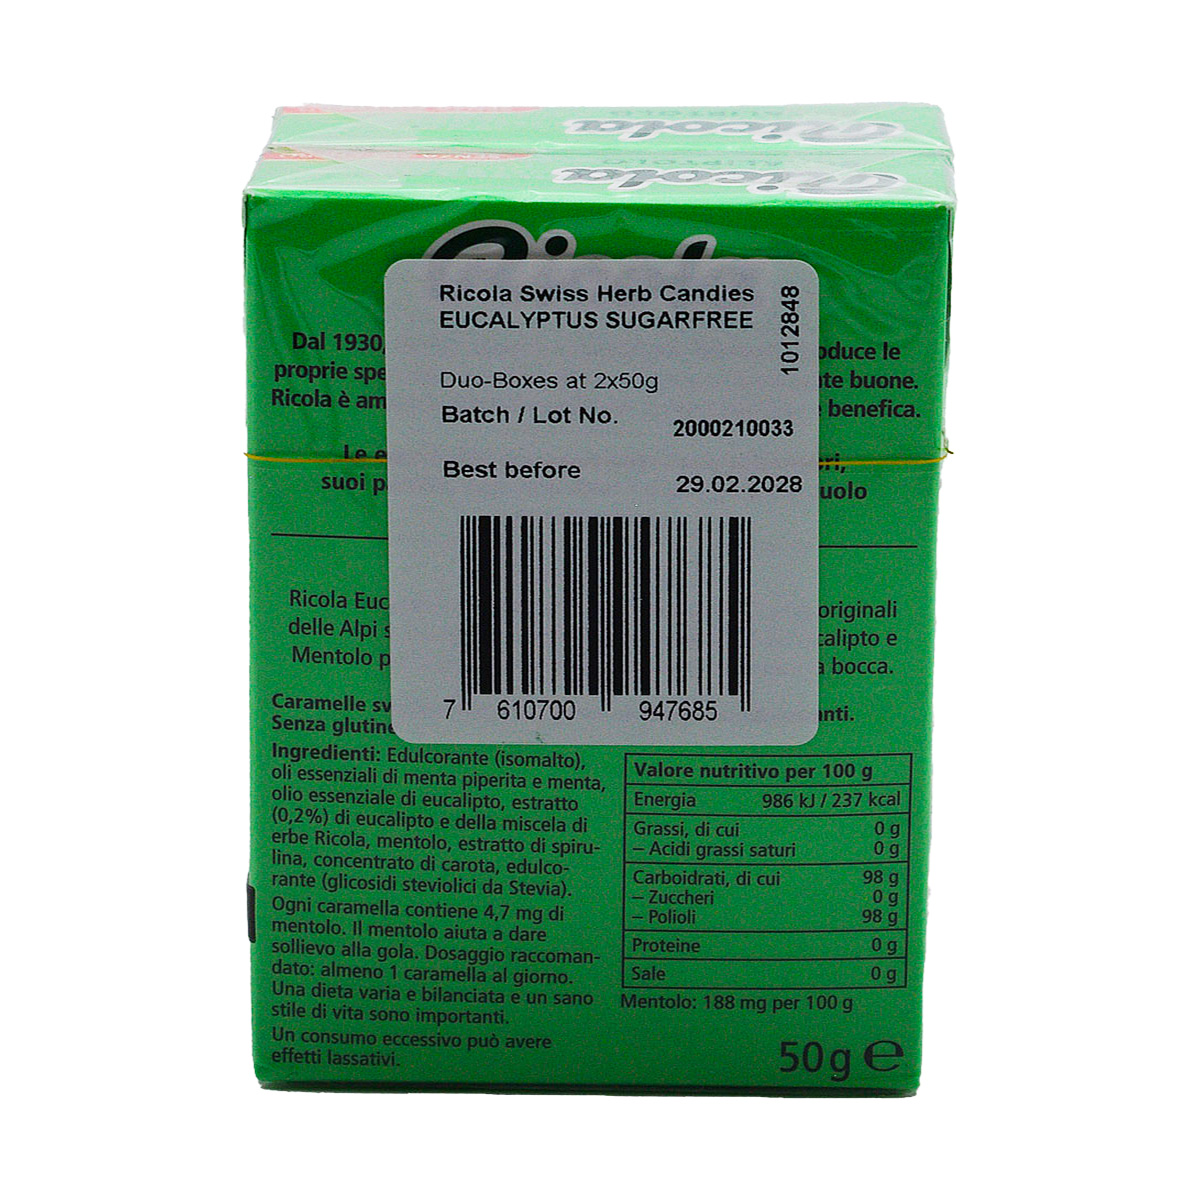 Ricola
Ricola
Ricola Swiss Herb Candies
EUCALYPTUS SUGARFREE
1012848
Duo-Boxes at 2x50g
Batch / Lot No. 2000210033
Best before 29.02.2028
7 610700 947685
Dal 1930,
oduce le
proprie spe
te buone.
Ricola è am
benefica.
Le e
ri,
suoi p
uolo
Ricola Euc
originali
delle Alpi s
calipto e
Mentolo p
a bocca.
Caramelle sv
nti.
Senza glutine
Ingredienti: Edulcorante (isomalto),
oli essenziali di menta piperita e menta,
olio essenziale di eucalipto, estratto
(0,2%) di eucalipto e della miscela di
erbe Ricola, mentolo, estratto di spiru-
lina, concentrato di carota, edulco-
rante (glicosidi steviolici da Stevia).
Ogni caramella contiene 4,7 mg di
mentolo. Il mentolo aiuta a dare
sollievo alla gola. Dosaggio raccoman-
dato: almeno 1 caramella al giorno.
Una dieta varia e bilanciata e un sano
stile di vita sono importanti.
Un consumo eccessivo può avere
effetti lassativi.
Valore nutritivo per 100 g
Energia 986 kJ / 237 kcal
Grassi, di cui 0 g
– Acidi grassi saturi 0 g
Carboidrati, di cui 98 g
– Zuccheri 0 g
– Polioli 98 g
Proteine 0 g
Sale 0 g
Mentolo: 188 mg per 100 g
50 g ℮